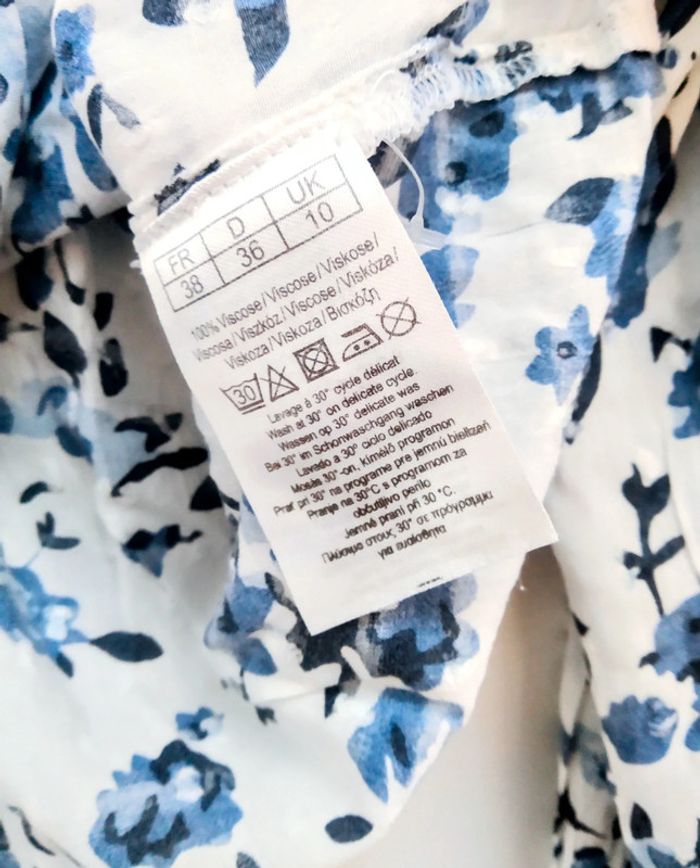 FR D UK
38 36 10
100% Viscose/Viscose/Viskose/
Viscosa/Viszkóz/Viscose/Viskóza/
Viskoza/Viskoza/Βισκόζη
30
Lavage à 30° cycle délicat
Wash at 30° on delicate cycle.
Wassen op 30° delicate was
Bei 30° im Schonwaschgang waschen
Lavado a 30° ciclo delicado
Mosás 30°-on, kímélő programon
Prať pri 30° na programe pre jemnú bielizeň
Pranje na 30°C s programom za
občutljivo perilo
Jemné praní při 30 °C.
Πλύσιμο στους 30° σε πρόγραμμα
για ευαίσθητα